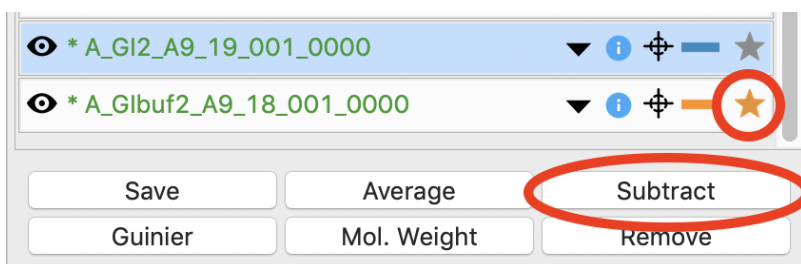 * A_GI2_A9_19_001_0000
* A_GIbuf2_A9_18_001_0000
Save Average Subtract
Guinier Mol. Weight Remove